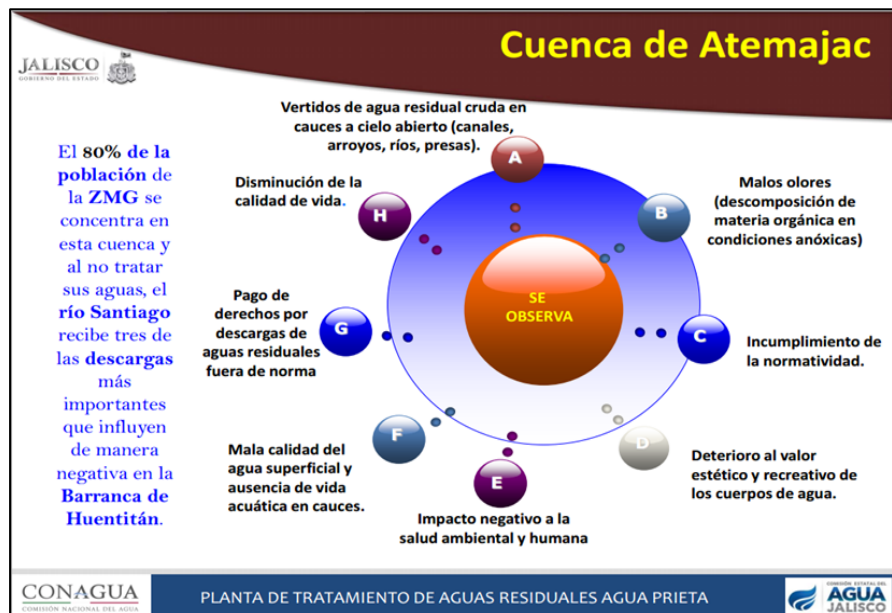 Cuenca de Atemajac
JALISCO
GOBIERNO DEL ESTADO
El 80% de la
población de
la ZMG se
concentra en
esta cuenca y
al no tratar
sus aguas, el
río Santiago
recibe tres de
las descargas
más
importantes
que influyen
de manera
negativa en la
Barranca de
Huentitán.
Vertidos de agua residual cruda en
cauces a cielo abierto (canales,
arroyos, ríos, presas).
A
Malos olores
(descomposición de
materia orgánica en
condiciones anóxicas)
B
Incumplimiento de
la normatividad.
C
Deterioro al valor
estético y recreativo de
los cuerpos de agua.
D
Impacto negativo a la
salud ambiental y humana
E
Mala calidad del
agua superficial y
ausencia de vida
acuática en cauces.
F
Pago de
derechos por
descargas de
aguas residuales
fuera de norma
G
Disminución de la
calidad de vida.
H
SE
OBSERVA
CONAGUA
COMISIÓN NACIONAL DEL AGUA
PLANTA DE TRATAMIENTO DE AGUAS RESIDUALES AGUA PRIETA
COMISIÓN ESTATAL DEL
AGUA
JALISCO